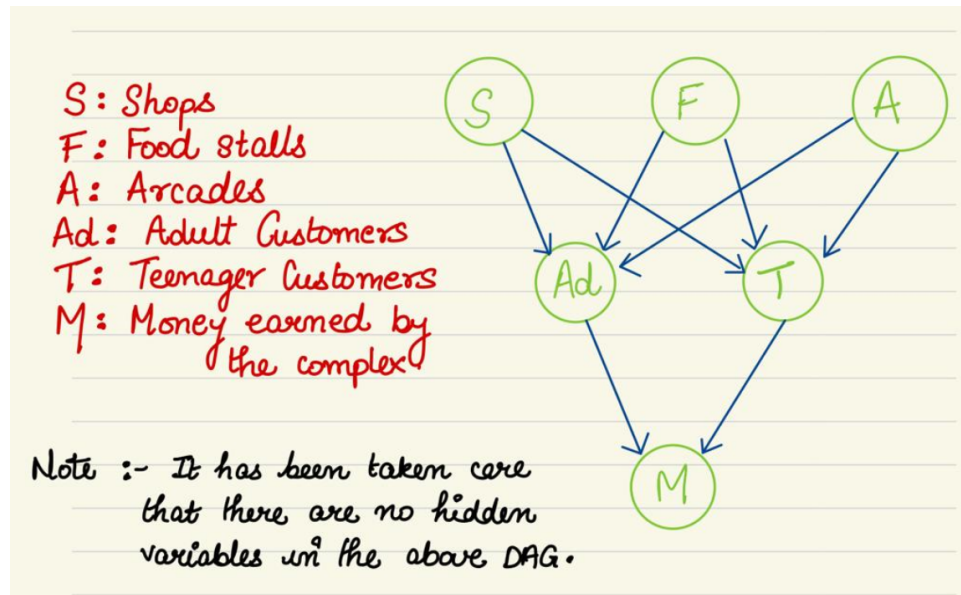 S: Shops
F: Food stalls
A: Arcades
Ad: Adult Customers
T: Teenager Customers
M: Money earned by
the complex
S
F
A
Ad
T
M
Note :- It has been taken care
that there are no hidden
variables in the above DAG.